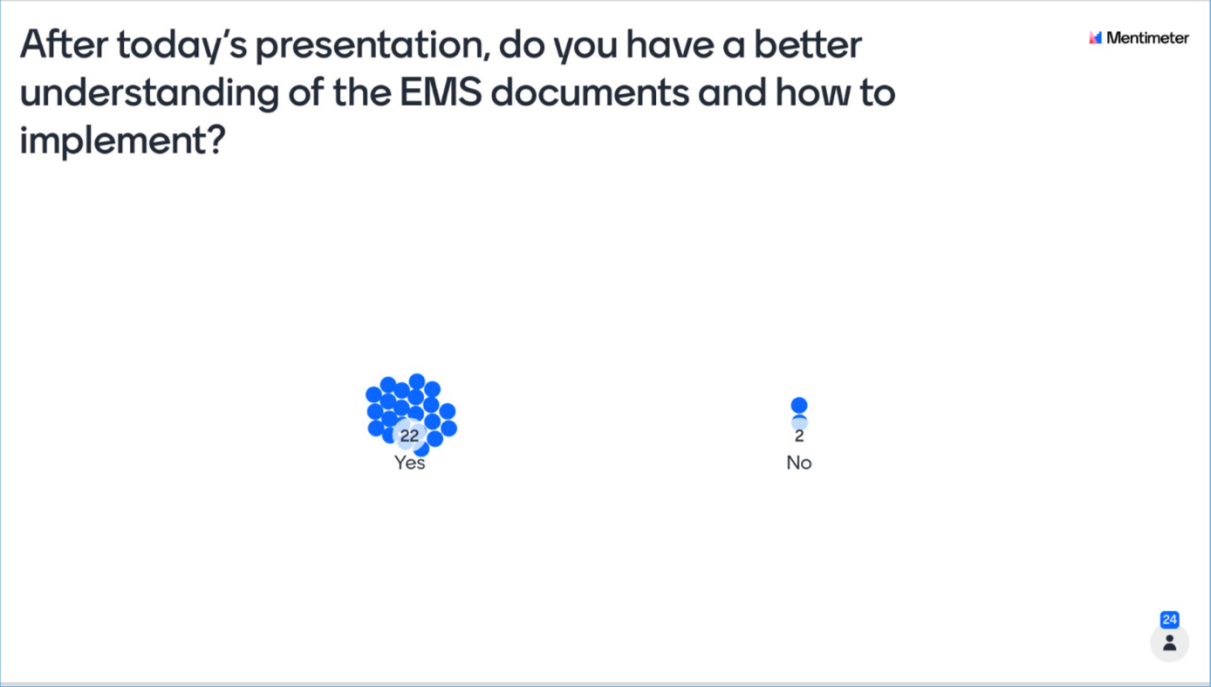 After today's presentation, do you have a better
understanding of the EMS documents and how to
implement?
Mentimeter
22
Yes
2
No
24